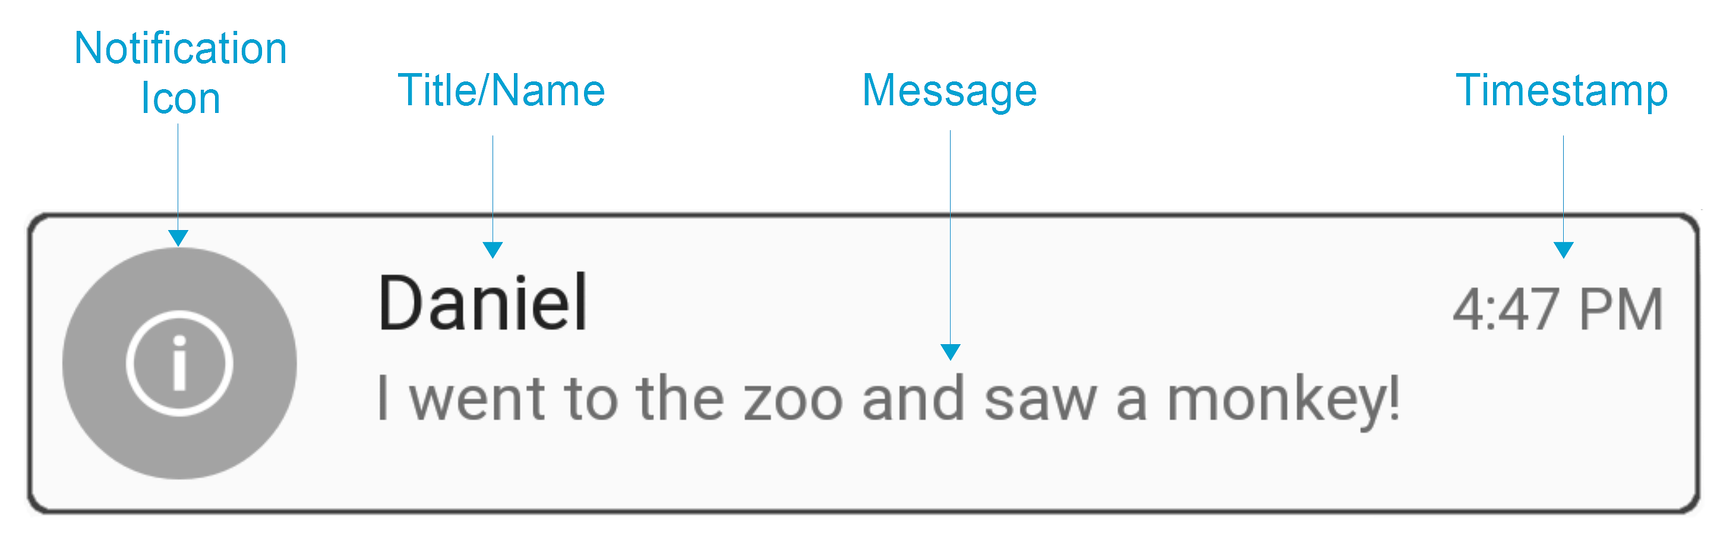 Notification
Icon
Title/Name
Message
Timestamp
i
Daniel
4:47 PM
I went to the zoo and saw a monkey!